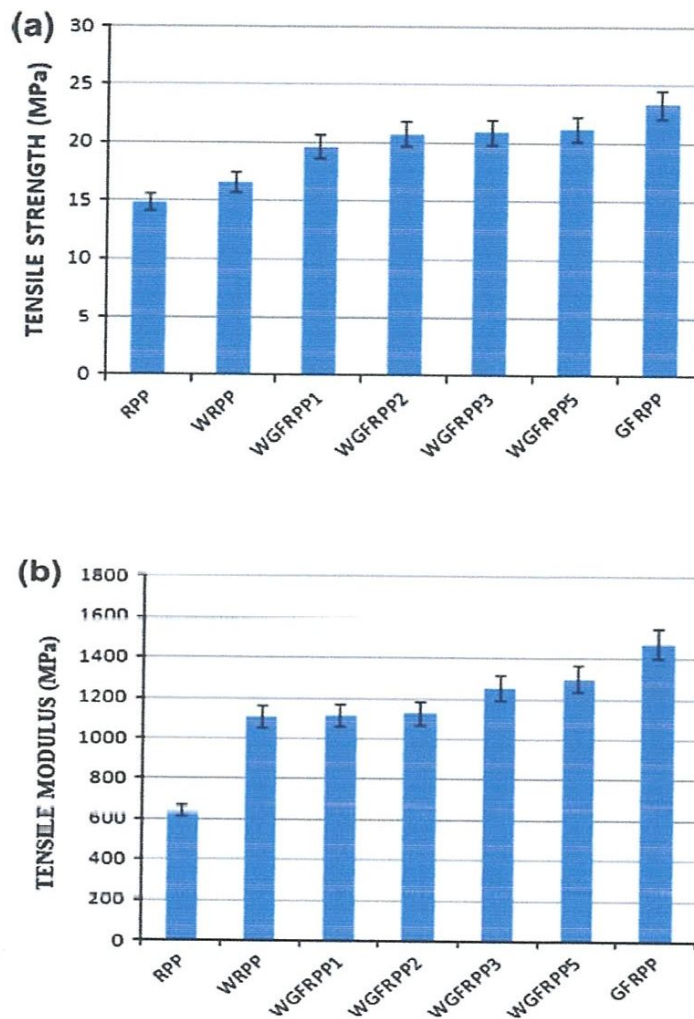 (a)
TENSILE STRENGTH (MPa)
30
25
20
15
10
5
0
RPP
WRPP
WGFRPP1
WGFRPP2
WGFRPP3
WGFRPP5
GFRPP
(b)
TENSILE MODULUS (MPa)
1800
1600
1400
1200
1000
800
600
400
200
0
RPP
WRPP
WGFRPP1
WGFRPP2
WGFRPP3
WGFRPP5
GFRPP